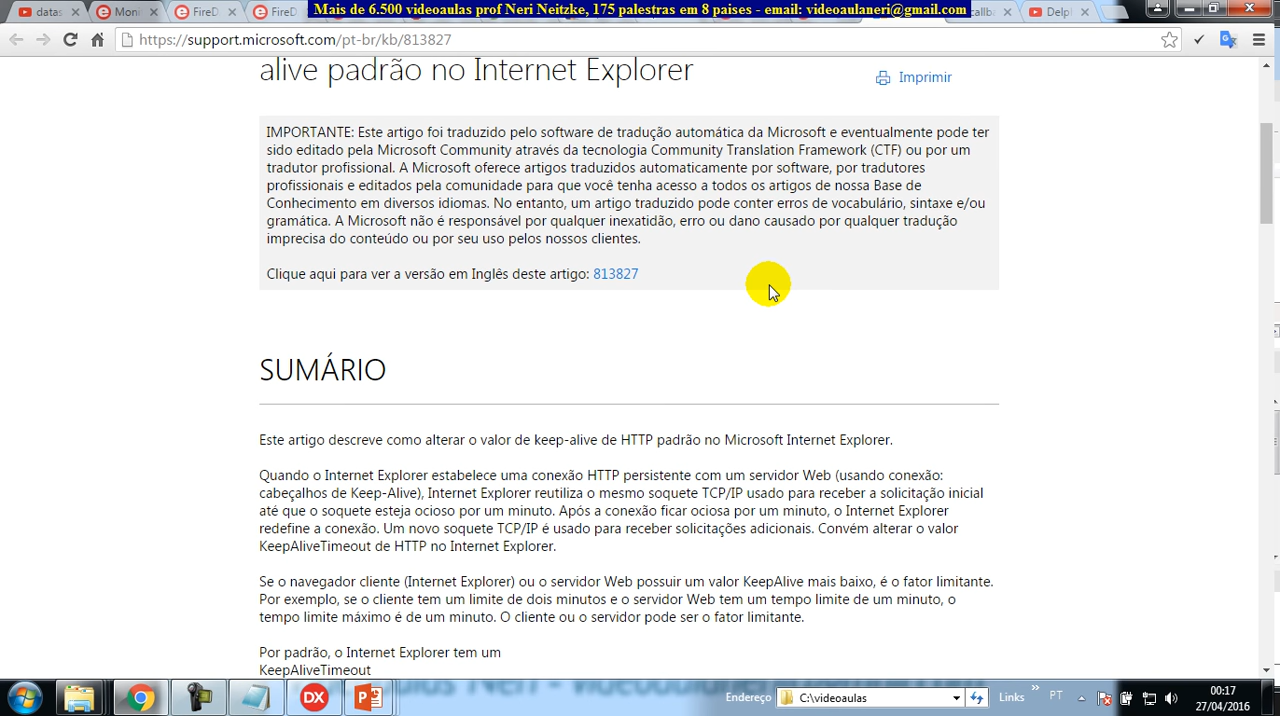 Mais de 6.500 videoaulas prof Neri Neitzke, 175 palestras em 8 paises - email: videoaulaneri@gmail.com
datas
Moni
FireD
FireD
Delpi
https://support.microsoft.com/pt-br/kb/813827
alive padrão no Internet Explorer
Imprimir
IMPORTANTE: Este artigo foi traduzido pelo software de tradução automática da Microsoft e eventualmente pode ter
sido editado pela Microsoft Community através da tecnologia Community Translation Framework (CTF) ou por um
tradutor profissional. A Microsoft oferece artigos traduzidos automaticamente por software, por tradutores
profissionais e editados pela comunidade para que você tenha acesso a todos os artigos de nossa Base de
Conhecimento em diversos idiomas. No entanto, um artigo traduzido pode conter erros de vocabulário, sintaxe e/ou
gramática. A Microsoft não é responsável por qualquer inexatidão, erro ou dano causado por qualquer tradução
imprecisa do conteúdo ou por seu uso pelos nossos clientes.
Clique aqui para ver a versão em Inglês deste artigo: 813827
SUMÁRIO
Este artigo descreve como alterar o valor de keep-alive de HTTP padrão no Microsoft Internet Explorer.
Quando o Internet Explorer estabelece uma conexão HTTP persistente com um servidor Web (usando conexão:
cabeçalhos de Keep-Alive), Internet Explorer reutiliza o mesmo soquete TCP/IP usado para receber a solicitação inicial
até que o soquete esteja ocioso por um minuto. Após a conexão ficar ociosa por um minuto, o Internet Explorer
redefine a conexão. Um novo soquete TCP/IP é usado para receber solicitações adicionais. Convém alterar o valor
KeepAliveTimeout de HTTP no Internet Explorer.
Se o navegador cliente (Internet Explorer) ou o servidor Web possuir um valor KeepAlive mais baixo, é o fator limitante.
Por exemplo, se o cliente tem um limite de dois minutos e o servidor Web tem um tempo limite de um minuto, o
tempo limite máximo é de um minuto. O cliente ou o servidor pode ser o fator limitante.
Por padrão, o Internet Explorer tem um
KeepAliveTimeout
DX
Endereço
C:\videoaulas
Links
PT
00:17
27/04/2016